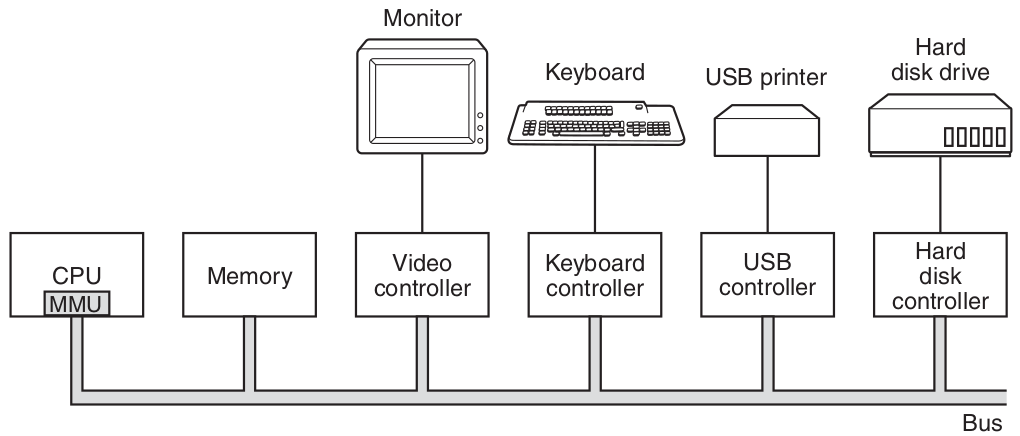 Monitor
Keyboard
USB printer
Hard
disk drive
CPU
MMU
Memory
Video
controller
Keyboard
controller
USB
controller
Hard
disk
controller
Bus